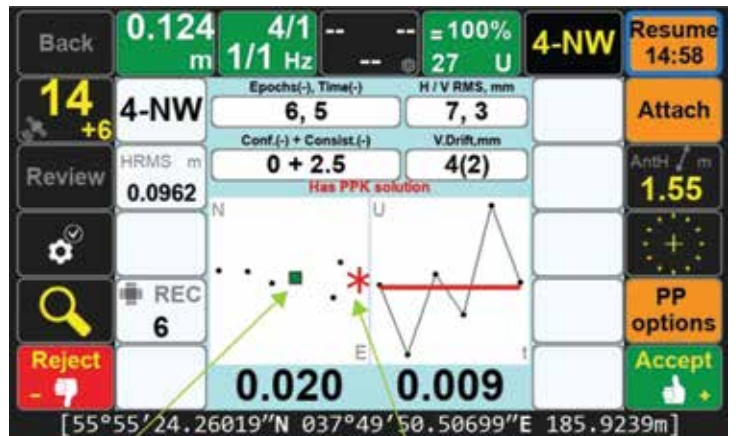 Back
0.124
m
4/1
1/1 Hz
-- --
--
=100%
27 U
4-NW
Resume
14:58
14
+6
4-NW
Epochs(-), Time(-)
6, 5
H / V RMS, mm
7, 3
Attach
Conf.(-) + Consist.(-)
0 + 2.5
V.Drift,mm
4(2)
Review
HRMS m
0.0962
AntH m
1.55
Has PPK solution
N
U
REC
6
PP
options
E
t
Reject
-
0.020
0.009
Accept
+
[55°55′24.26019″N 037°49′50.50699″E 185.9239m]